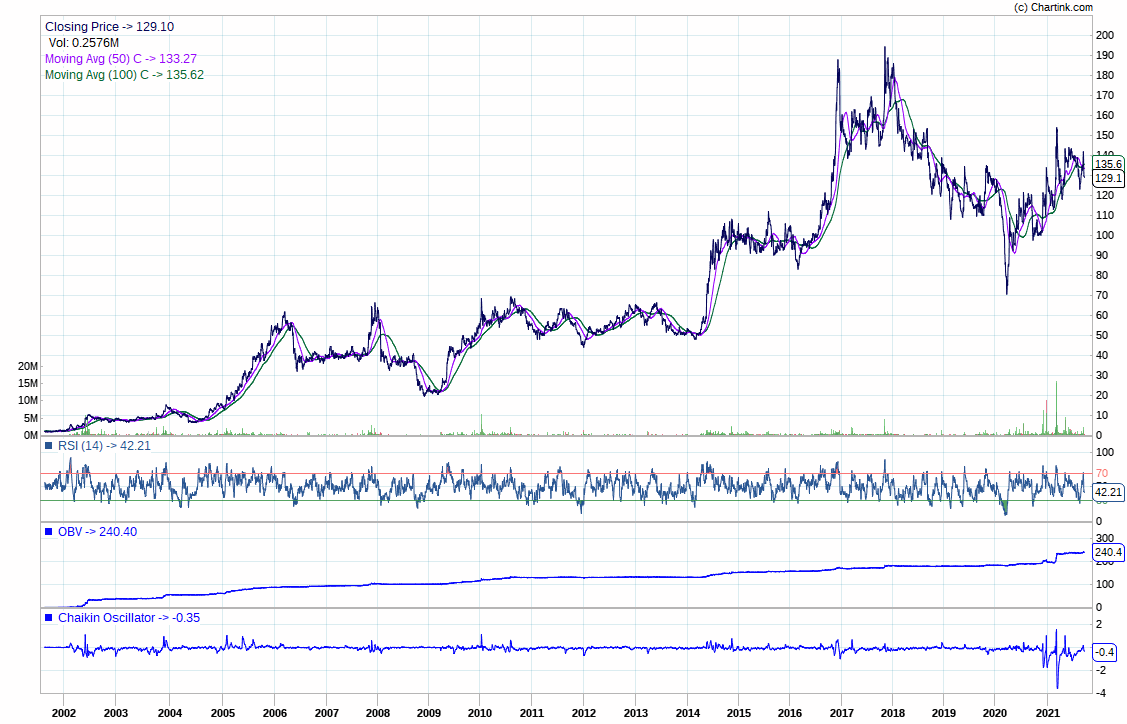 (c) Chartink.com
Closing Price -> 129.10
Vol: 0.2576M
Moving Avg (50) C -> 133.27
Moving Avg (100) C -> 135.62
200
190
180
170
160
150
140
135.6
129.1
120
110
100
90
80
70
60
50
40
30
20
10
0
20M
15M
10M
5M
0M
RSI (14) -> 42.21
100
70
42.21
0
OBV -> 240.40
300
240.4
200
100
0
Chaikin Oscillator -> -0.35
2
-0.4
-2
-4
2002 2003 2004 2005 2006 2007 2008 2009 2010 2011 2012 2013 2014 2015 2016 2017 2018 2019 2020 2021